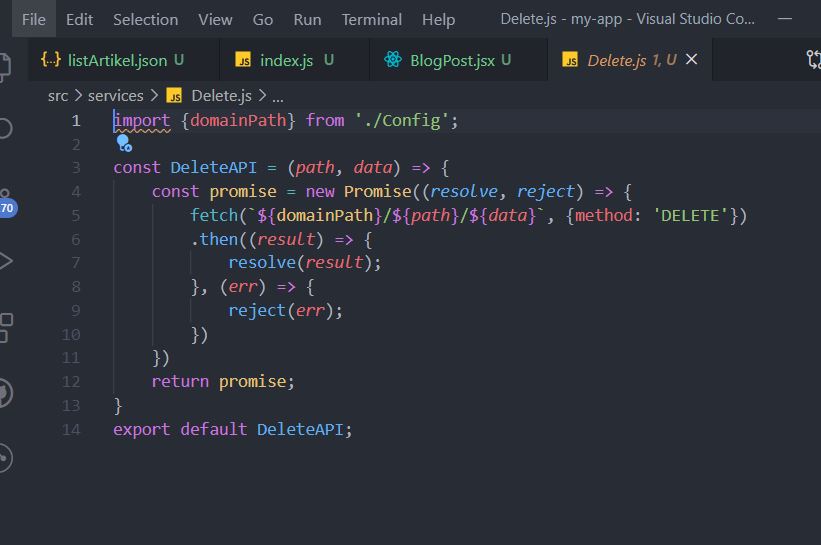 File Edit Selection View Go Run Terminal Help Delete.js - my-app - Visual Studio Co...
{..} listArtikel.json U JS index.js U BlogPost.jsx U JS Delete.js 1, U
src > services > JS Delete.js > ...
1 import {domainPath} from './Config';
2
3 const DeleteAPI = (path, data) => {
4 const promise = new Promise((resolve, reject) => {
5 fetch(`${domainPath}/${path}/${data}`, {method: 'DELETE'})
6 .then((result) => {
7 resolve(result);
8 }, (err) => {
9 reject(err);
10 })
11 })
12 return promise;
13 }
14 export default DeleteAPI;
70